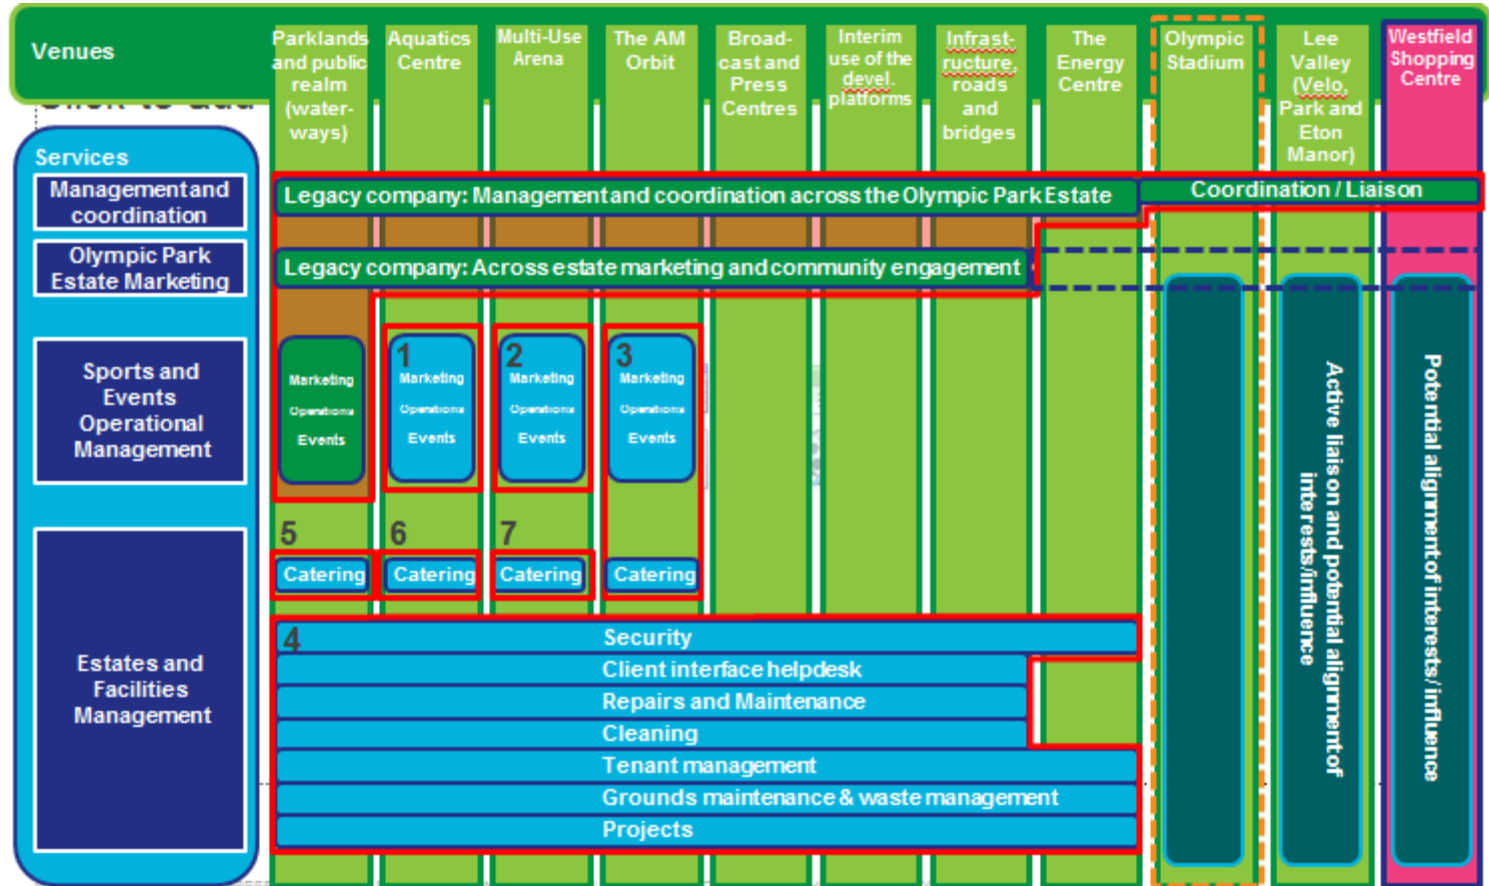 Venues
Parklands
and public
realm
(water-
ways)
Aquatics
Centre
Multi-Use
Arena
The AM
Orbit
Broad-
cast and
Press
Centres
Interim
use of the
devel.
platforms
Infrast-
ructure,
roads
and
bridges
The
Energy
Centre
Olympic
Stadium
Lee
Valley
(Velo,
Park and
Eton
Manor)
Westfield
Shopping
Centre
Services
Management and
coordination
Legacy company: Management and coordination across the Olympic Park Estate
Coordination / Liaison
Olympic Park
Estate Marketing
Legacy company: Across estate marketing and community engagement
Sports and
Events
Operational
Management
Marketing
Operations
Events
1
Marketing
Operations
Events
2
Marketing
Operations
Events
3
Marketing
Operations
Events
5
Catering
6
Catering
7
Catering
Catering
Estates and
Facilities
Management
4
Security
Client interface helpdesk
Repairs and Maintenance
Cleaning
Tenant management
Grounds maintenance & waste management
Projects
Active liaison and potential alignment of
interests/influence
Potential alignment of interests/ influence